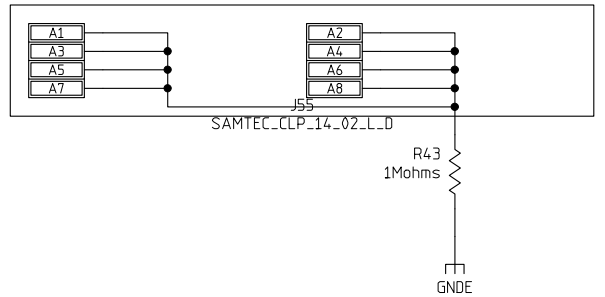 A1 A2
A3 A4
A5 A6
A7 A8
J55
SAMTEC_CLP_14_02_L_D
R43
1Mohms
GNDE